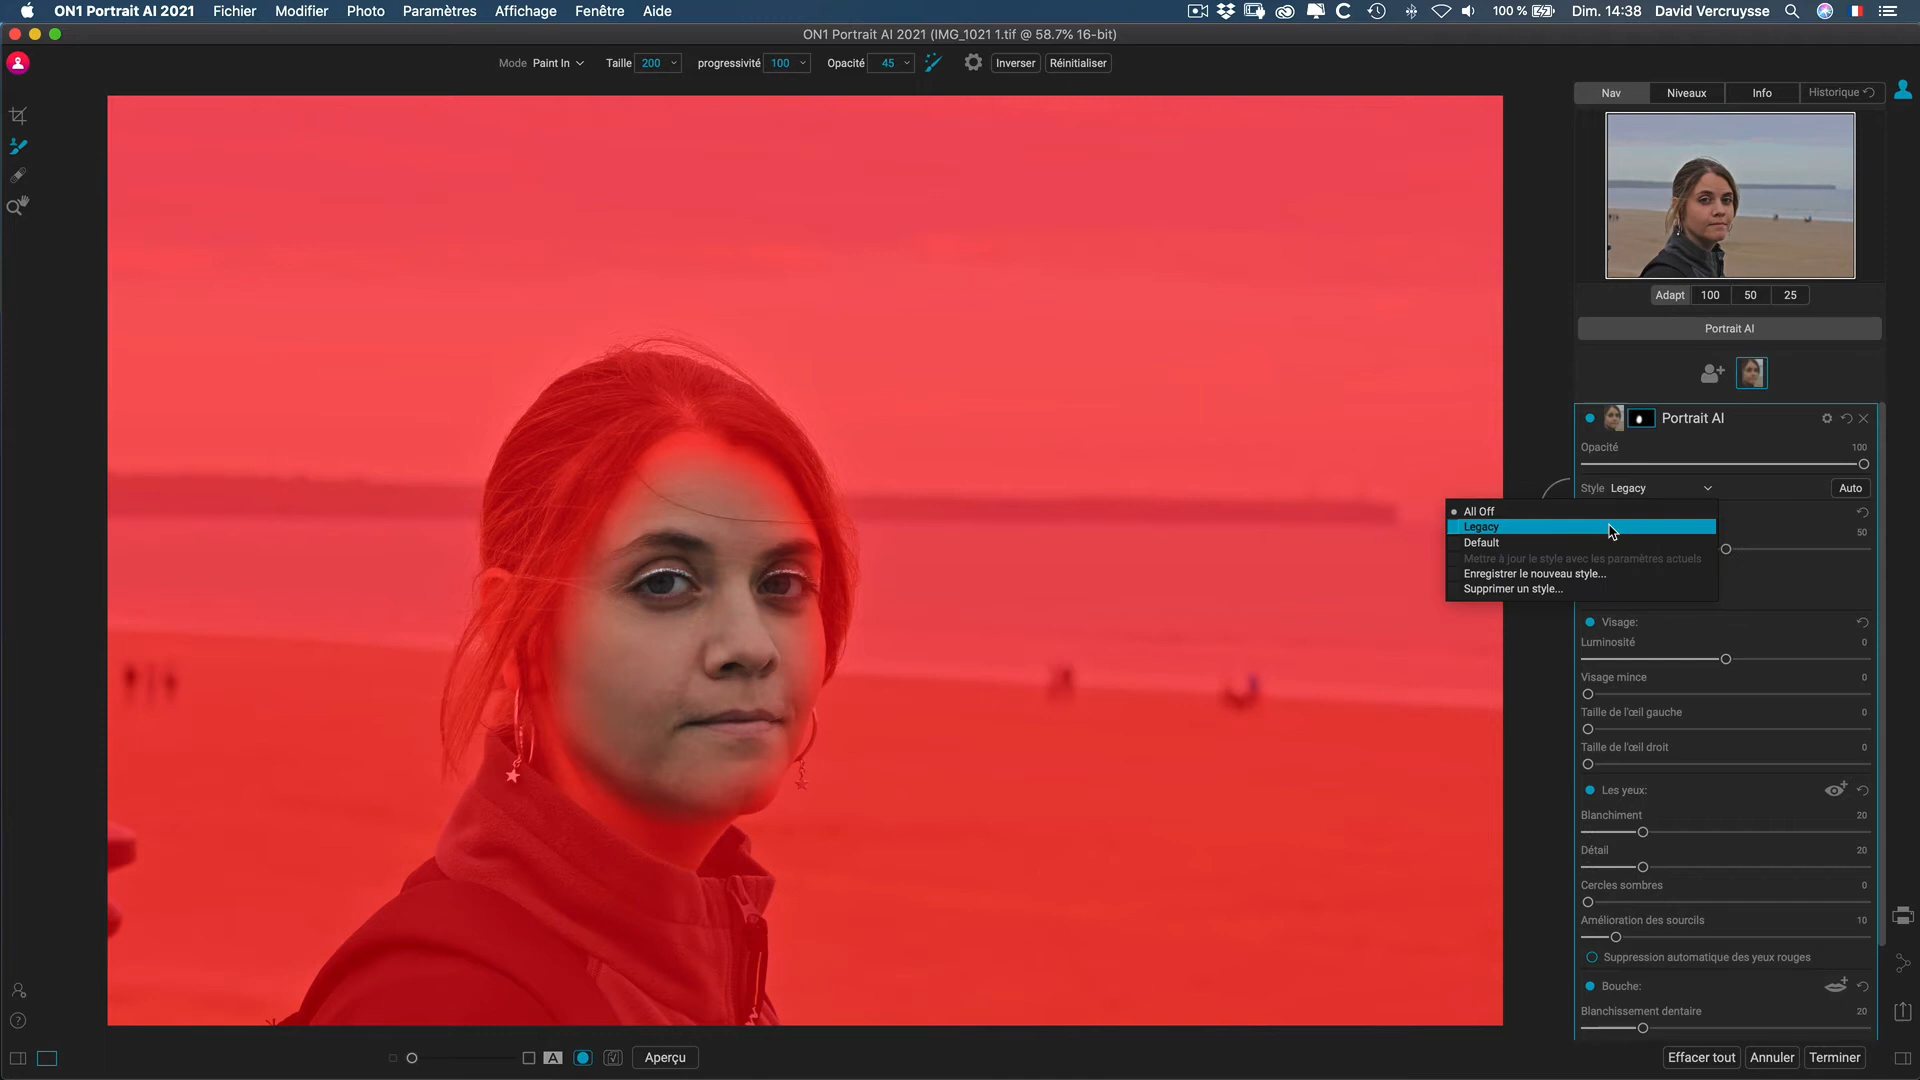 ON1 Portrait AI 2021 Fichier Modifier Photo Paramètres Affichage Fenêtre Aide 100 % Dim. 14:38 David Vercruysse
ON1 Portrait AI 2021 (IMG_1021 1.tif @ 58.7% 16-bit)
Mode Paint In Taille 200 progressivité 100 Opacité 45 Inverser Réinitialiser
Nav Niveaux Info Historique
Adapt 100 50 25
Portrait AI
Portrait AI
Opacité 100
Style Legacy Auto
All Off
Legacy
50
Default
Mettre à jour le style avec les paramètres actuels
Enregistrer le nouveau style...
Supprimer un style...
Visage:
Luminosité 0
Visage mince 0
Taille de l'œil gauche 0
Taille de l'œil droit 0
Les yeux:
Blanchiment 20
Détail 20
Cercles sombres 0
Amélioration des sourcils 10
Suppression automatique des yeux rouges
Bouche:
Blanchissement dentaire 20
A Aperçu Effacer tout Annuler Terminer